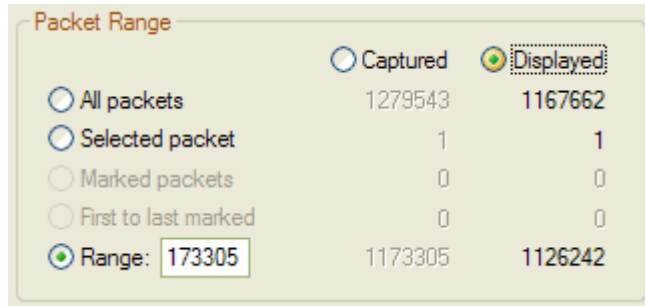 Packet Range
Captured Displayed
All packets 1279543 1167662
Selected packet 1 1
Marked packets 0 0
First to last marked 0 0
Range: 173305 1173305 1126242